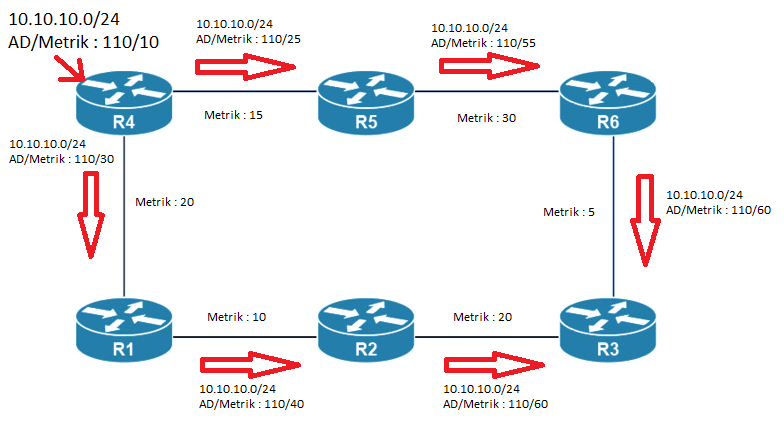 10.10.10.0/24
AD/Metrik : 110/10
10.10.10.0/24
AD/Metrik : 110/25
10.10.10.0/24
AD/Metrik : 110/55
R4
Metrik : 15
R5
Metrik : 30
R6
10.10.10.0/24
AD/Metrik : 110/30
Metrik : 20
Metrik : 5
10.10.10.0/24
AD/Metrik : 110/60
R1
Metrik : 10
R2
Metrik : 20
R3
10.10.10.0/24
AD/Metrik : 110/40
10.10.10.0/24
AD/Metrik : 110/60